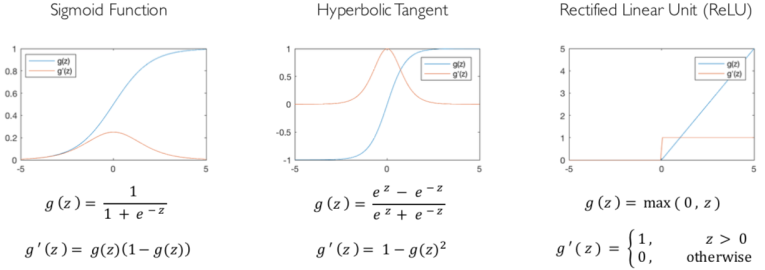 Sigmoid Function
1
0.8
0.6
0.4
0.2
0
-5
0
5
g(z)
g'(z)
g(z) = 1 / 1 + e^-z
g'(z) = g(z)(1 - g(z))
Hyperbolic Tangent
1
0.5
0
-0.5
-1
-5
0
5
g(z)
g'(z)
g(z) = e^z - e^-z / e^z + e^-z
g'(z) = 1 - g(z)^2
Rectified Linear Unit (ReLU)
5
4
3
2
1
0
-5
0
5
g(z)
g'(z)
g(z) = max(0, z)
g'(z) = { 1, z > 0
0, otherwise